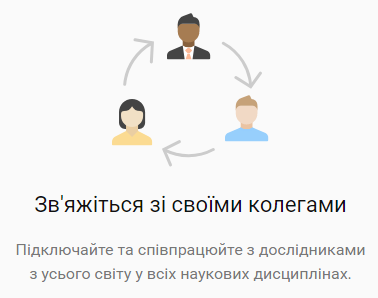 Зв'яжіться зі своїми колегами
Підключайте та співпрацюйте з дослідниками
з усього світу у всіх наукових дисциплінах.